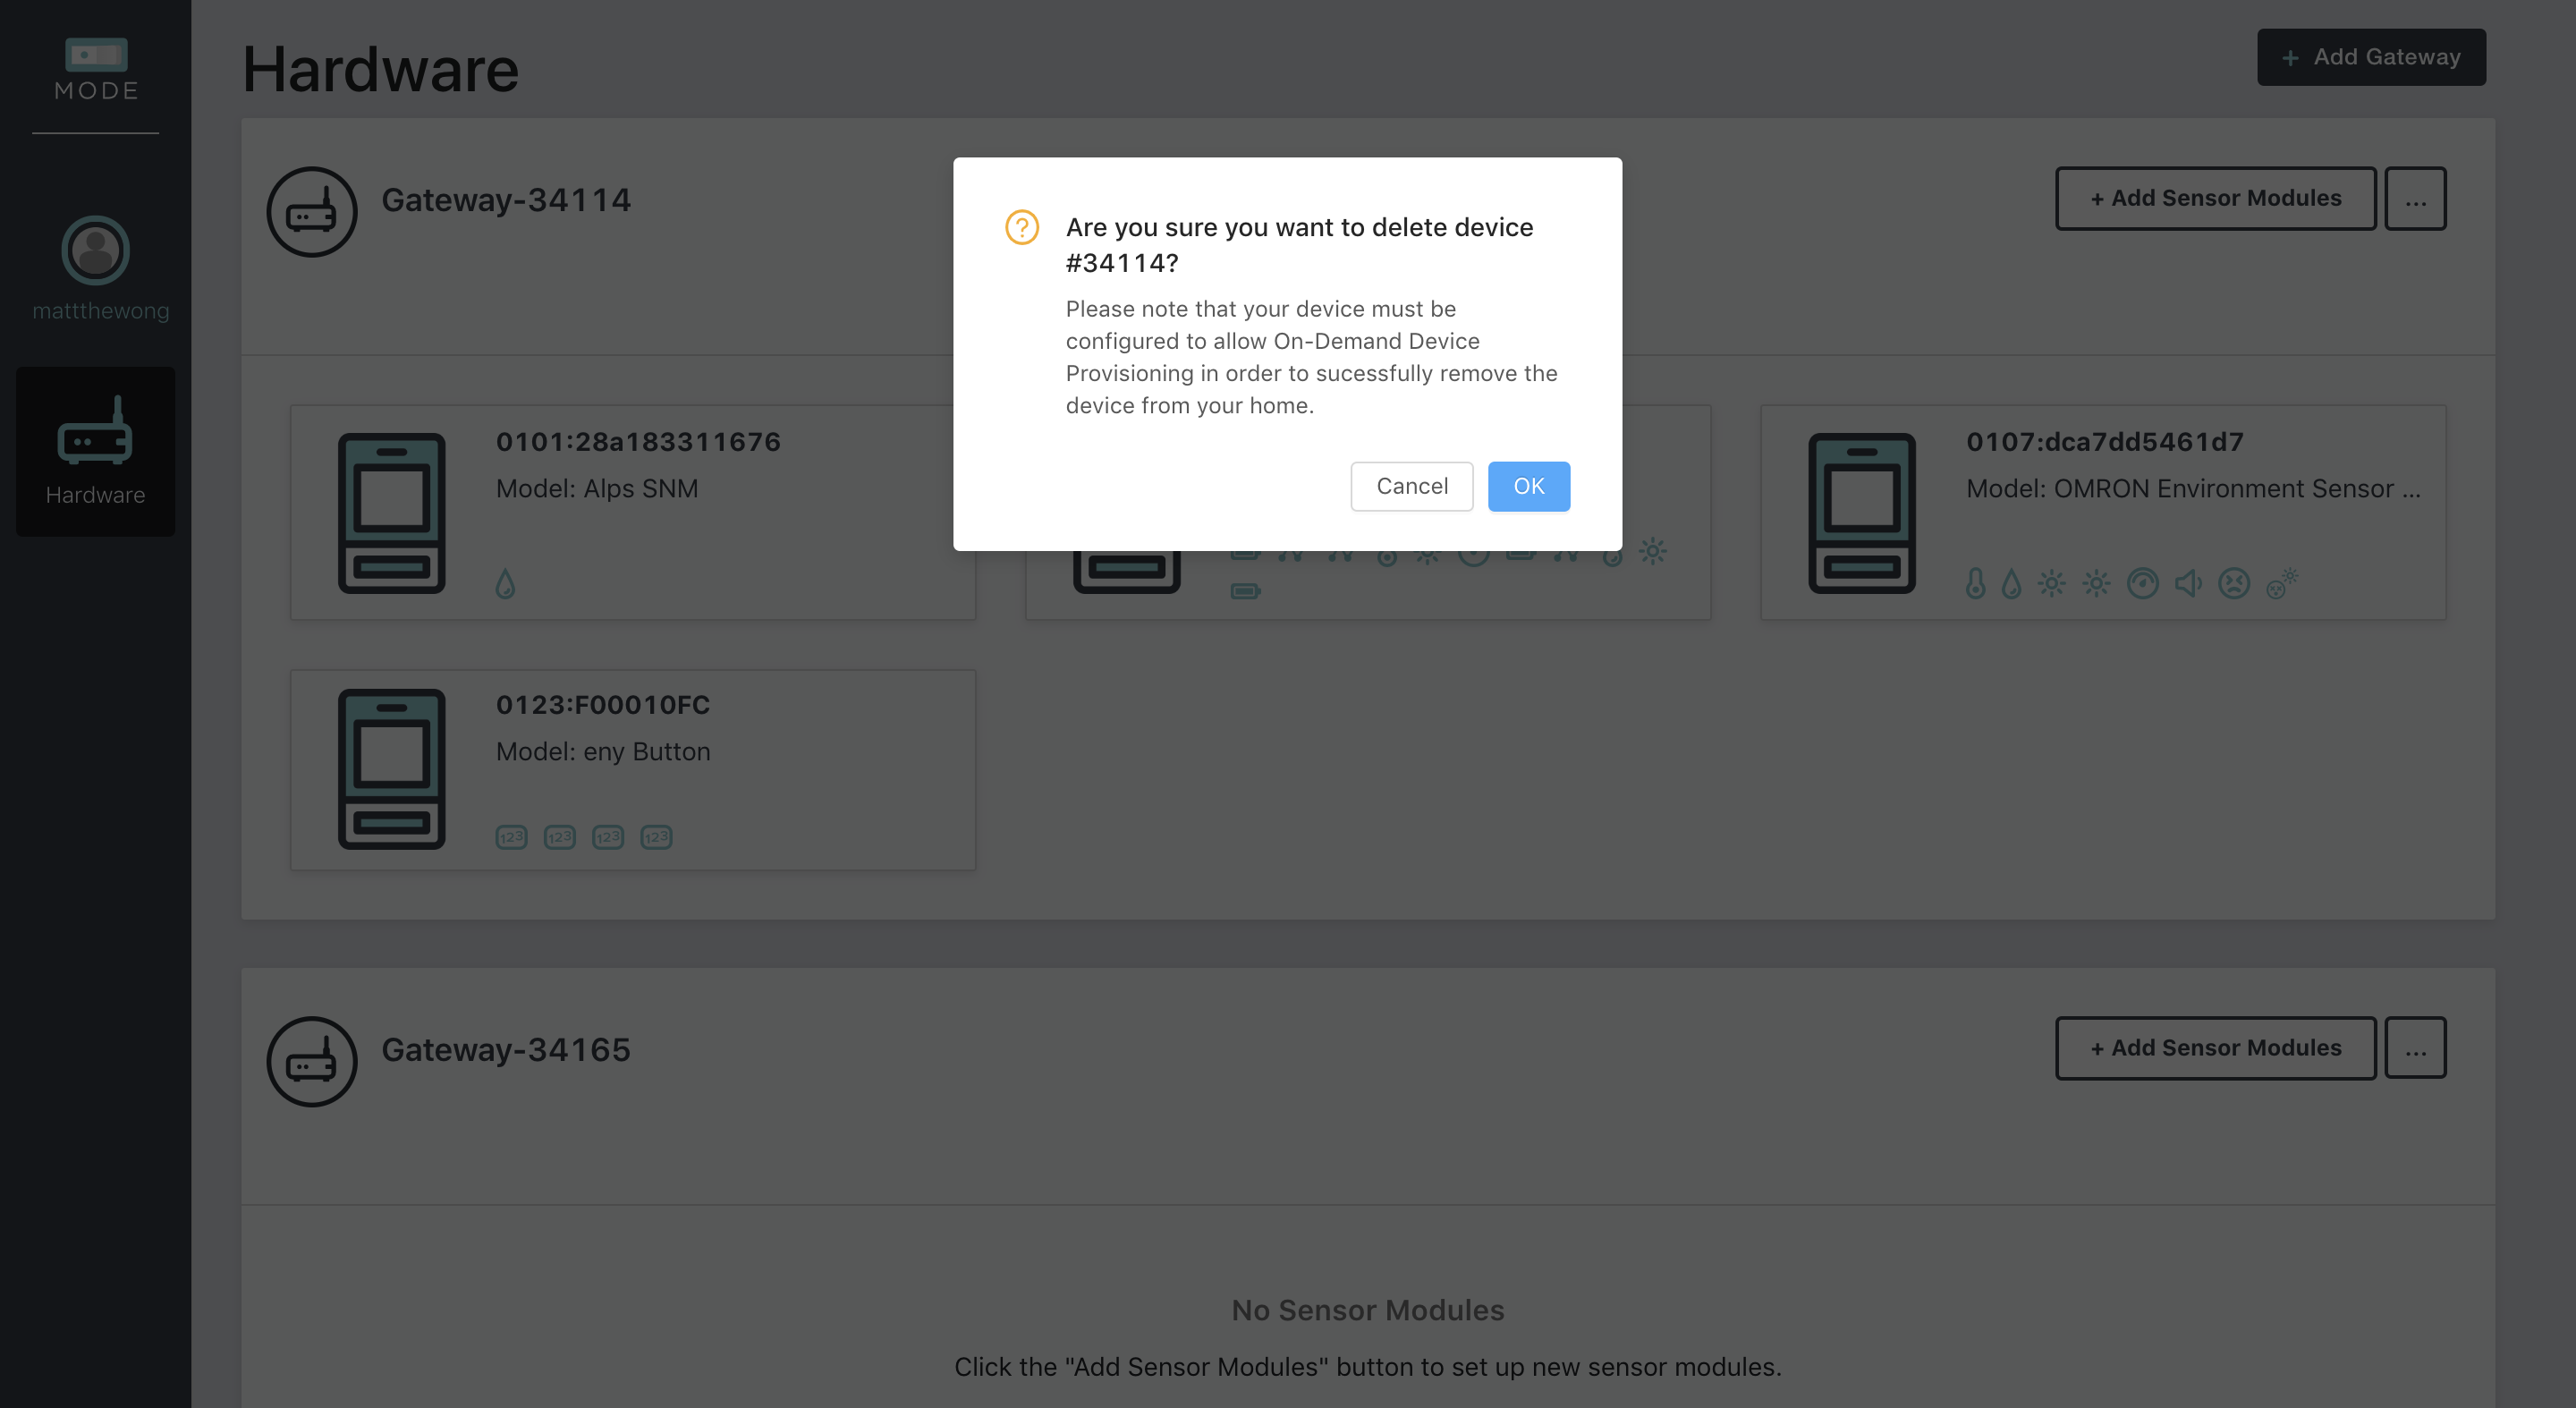 MODE
mattthewong
Hardware
Hardware
+ Add Gateway
Gateway-34114
+ Add Sensor Modules
...
Are you sure you want to delete device
#34114?
Please note that your device must be
configured to allow On-Demand Device
Provisioning in order to sucessfully remove the
device from your home.
Cancel
OK
0101:28a183311676
Model: Alps SNM
0107:dca7dd5461d7
Model: OMRON Environment Sensor ...
0123:F00010FC
Model: eny Button
123 123 123 123
Gateway-34165
+ Add Sensor Modules
...
No Sensor Modules
Click the "Add Sensor Modules" button to set up new sensor modules.